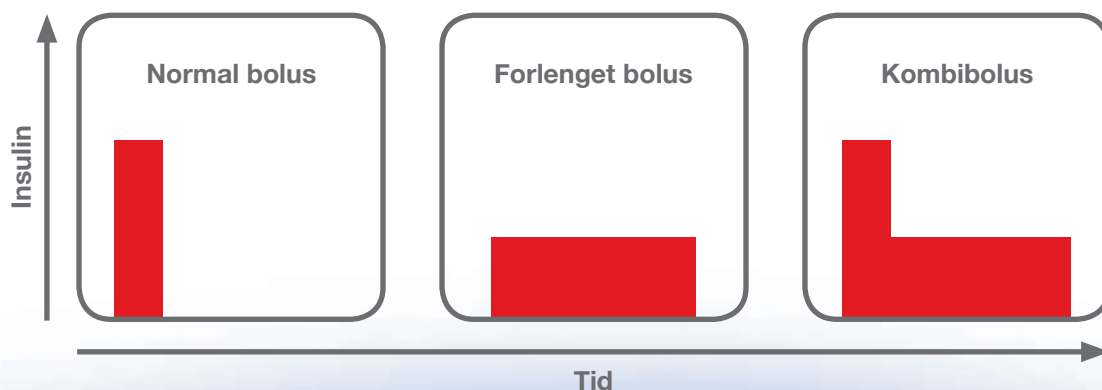 Normal bolus
Forlenget bolus
Kombibolus
Insulin
Tid